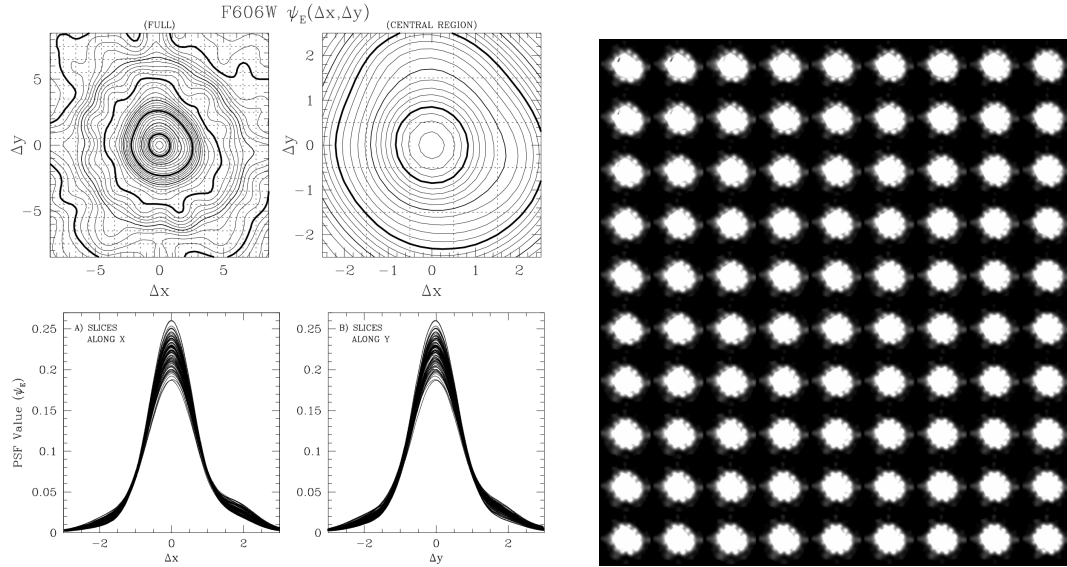 F606W ψE(Δx,Δy)
(FULL)
(CENTRAL REGION)
5
0
−5
Δy
−5
0
5
Δx
2
1
0
−1
−2
Δy
−2
−1
0
1
2
Δx
A) SLICES
ALONG X
0.25
0.2
0.15
0.1
0.05
0
PSF Value (ψE)
−2
0
2
Δx
B) SLICES
ALONG Y
0.25
0.2
0.15
0.1
0.05
0
−2
0
2
Δy